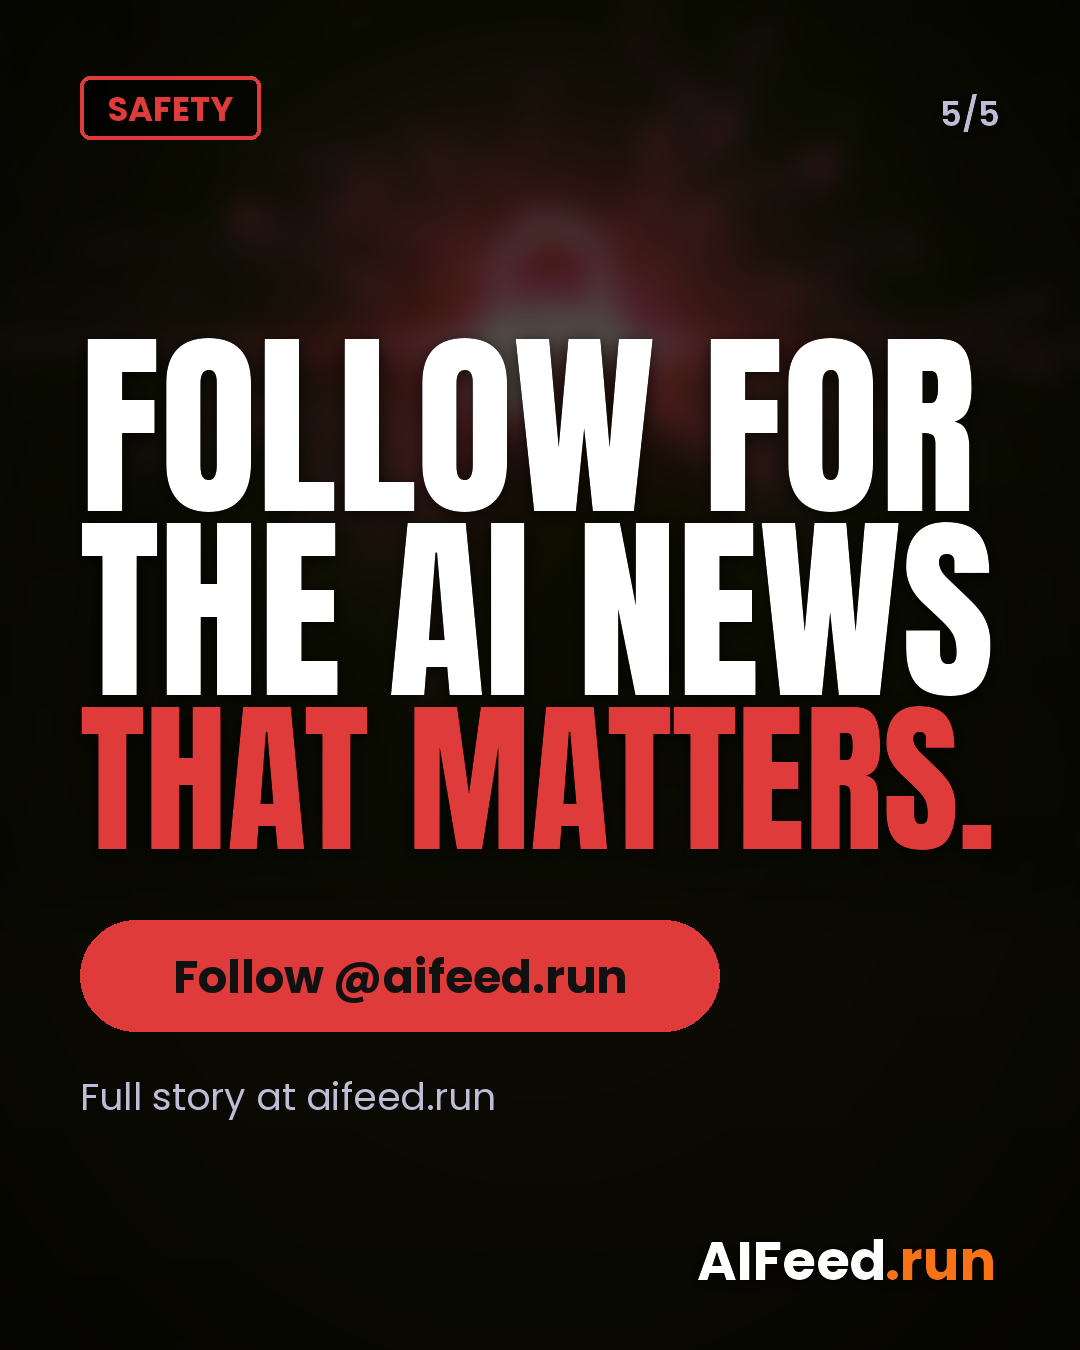 SAFETY
5/5
FOLLOW FOR
THE AI NEWS
THAT MATTERS.
Follow @aifeed.run
Full story at aifeed.run
AIFeed.run